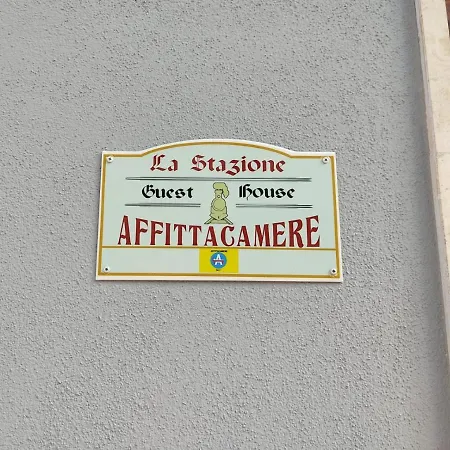 La Stazione
Guest House
AFFITTACAMERE
A